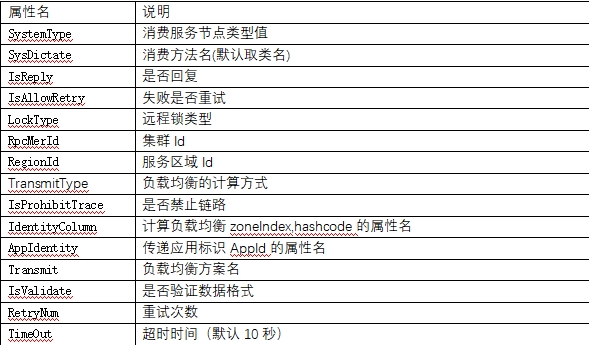 属性名 说明
SystemType 消费服务节点类型值
SysDictate 消费方法名(默认取类名)
IsReply 是否回复
IsAllowRetry 失败是否重试
LockType 远程锁类型
RpcMerId 集群 Id
RegionId 服务区域 Id
TransmitType 负载均衡的计算方式
IsProhibitTrace 是否禁止链路
IdentityColumn 计算负载均衡 zoneIndex,hashcode 的属性名
AppIdentity 传递应用标识 AppId 的属性名
Transmit 负载均衡方案名
IsValidate 是否验证数据格式
RetryNum 重试次数
TimeOut 超时时间（默认 10 秒）